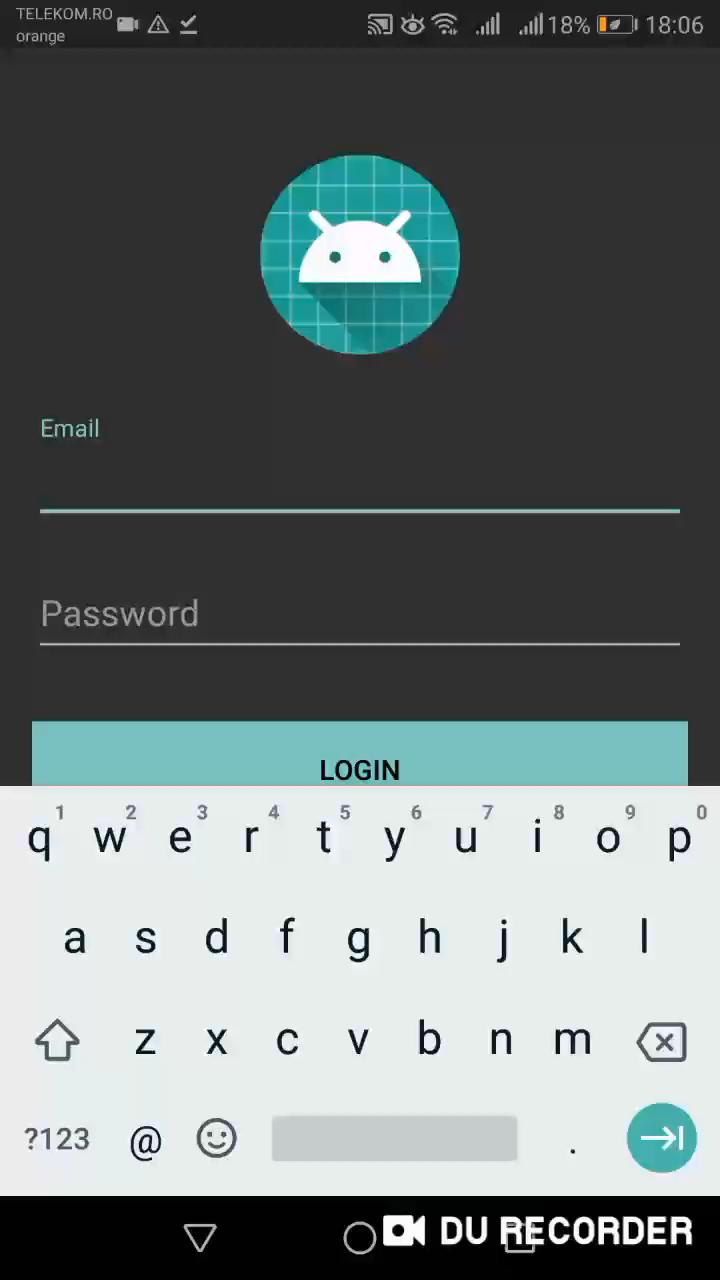 TELEKOM.RO
orange
18% 18:06
Email
Password
LOGIN
1 2 3 4 5 6 7 8 9 0
q w e r t y u i o p
a s d f g h j k l
z x c v b n m
?123 @ .
DU RECORDER